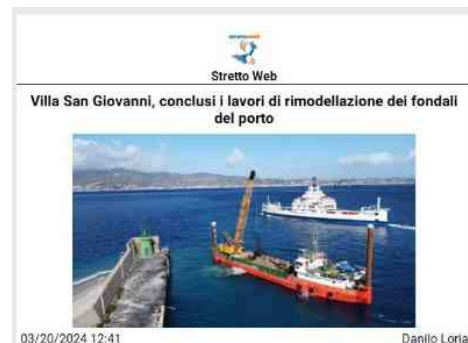 Stretto Web
Villa San Giovanni, conclusi i lavori di rimodellazione dei fondali
del porto
03/20/2024 12:41
Danilo Loria